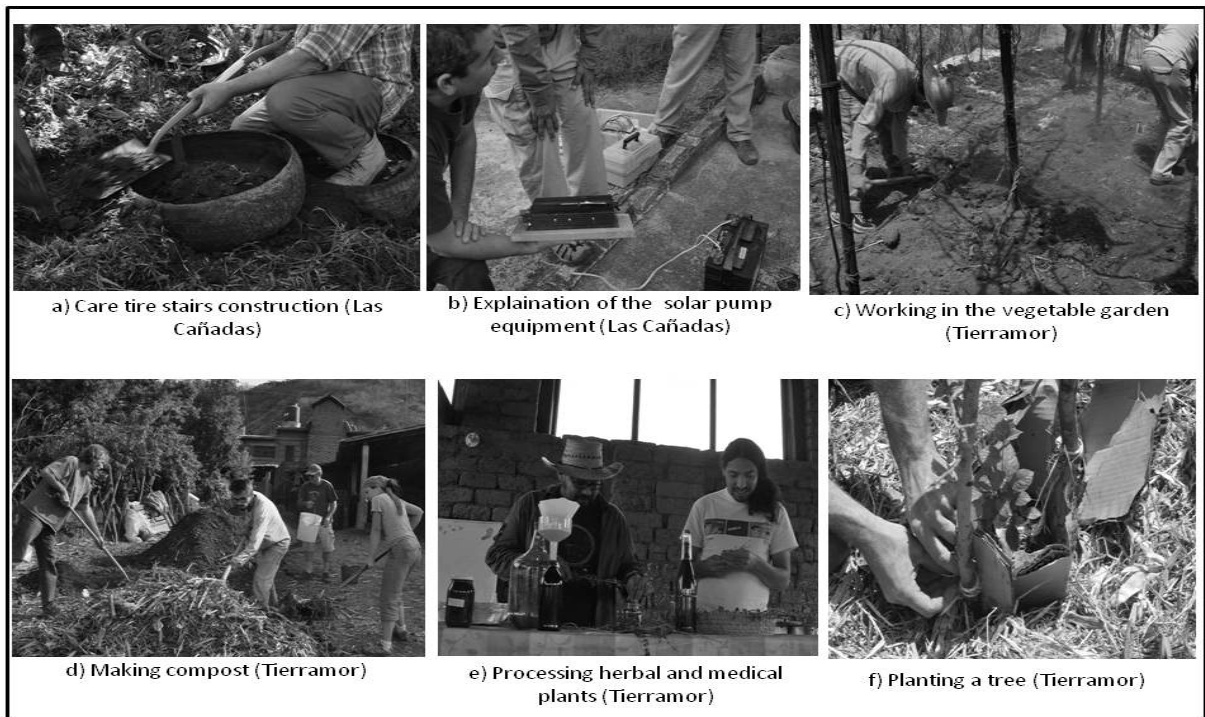 a) Care tire stairs construction (Las
Cañadas)
b) Explaination of the solar pump
equipment (Las Cañadas)
c) Working in the vegetable garden
(Tierramor)
d) Making compost (Tierramor)
e) Processing herbal and medical
plants (Tierramor)
f) Planting a tree (Tierramor)